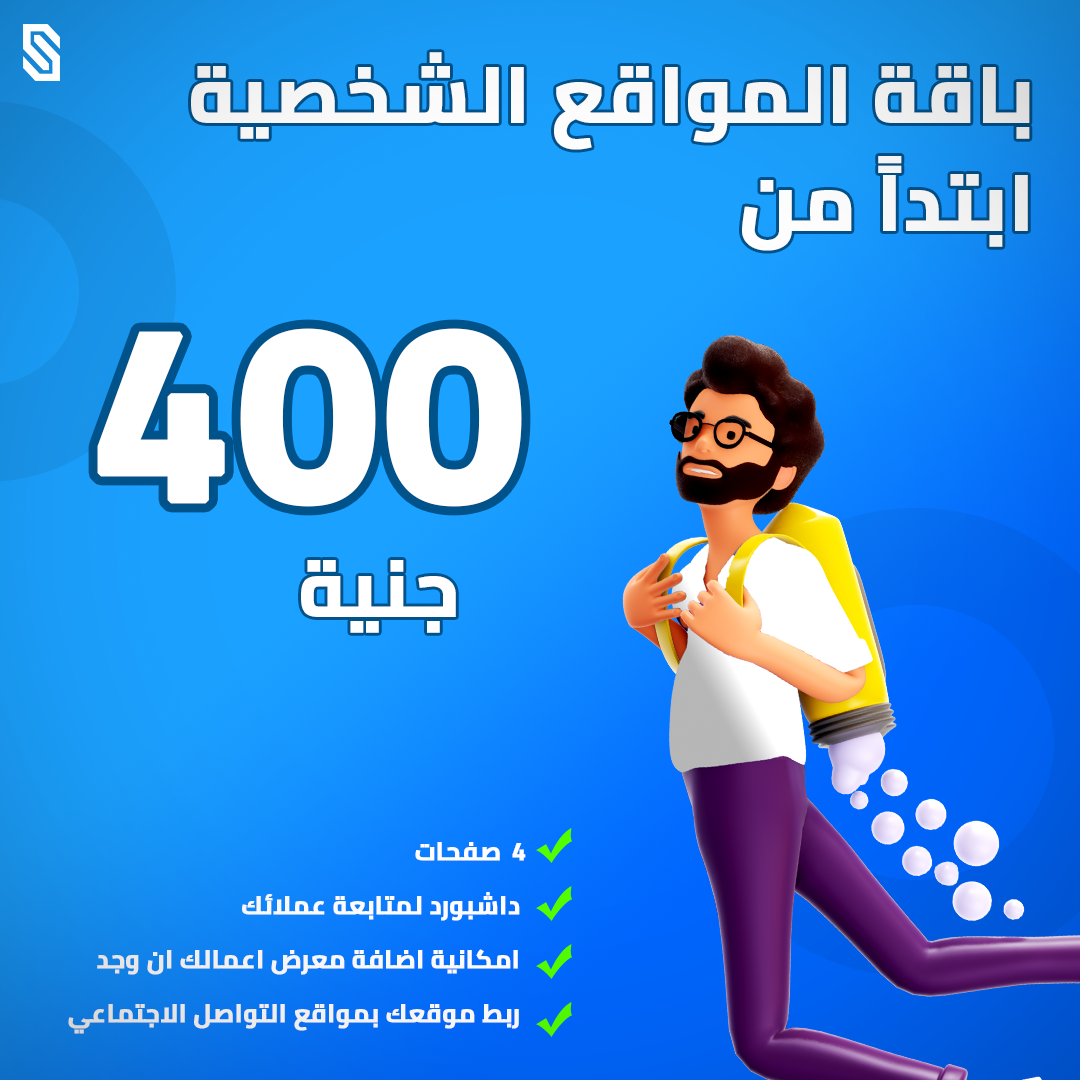 باقة المواقع الشخصية
ابتدأً من
400
جنية
4 صفحات
داشبورد لمتابعة عملائك
امكانية اضافة معرض اعمالك ان وجد
ربط موقعك بمواقع التواصل الاجتماعي